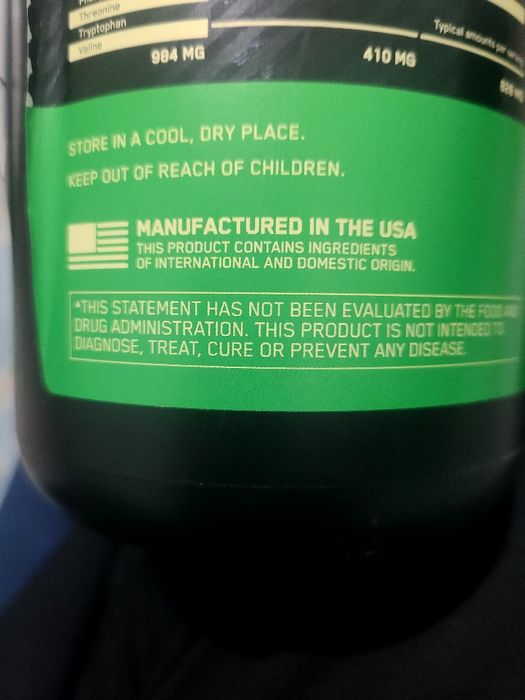 Threonine
Tryptophan
Valine
Typical amounts per
984 MG
410 MG
STORE IN A COOL, DRY PLACE.
KEEP OUT OF REACH OF CHILDREN.
MANUFACTURED IN THE USA
THIS PRODUCT CONTAINS INGREDIENTS
OF INTERNATIONAL AND DOMESTIC ORIGIN.
*THIS STATEMENT HAS NOT BEEN EVALUATED BY THE FOOD AND
DRUG ADMINISTRATION. THIS PRODUCT IS NOT INTENDED TO
DIAGNOSE, TREAT, CURE OR PREVENT ANY DISEASE.